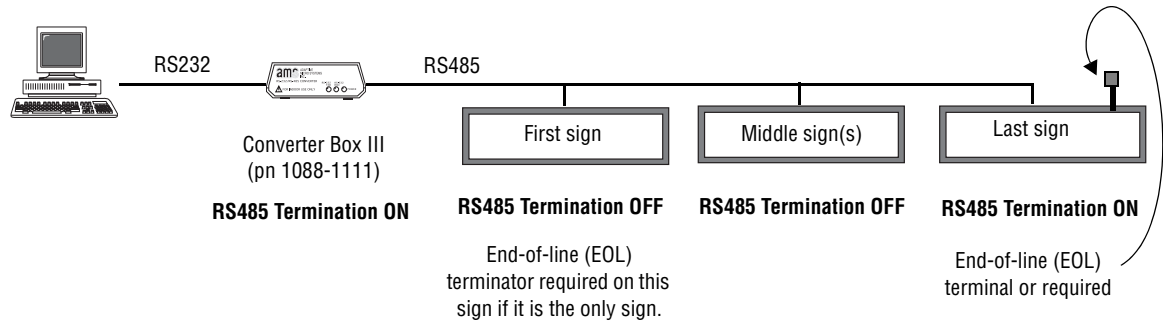 RS232
RS485
First sign
Middle sign(s)
Last sign
Converter Box III
(pn 1088-1111)
RS485 Termination ON
RS485 Termination OFF
RS485 Termination OFF
RS485 Termination ON
End-of-line (EOL)
terminator required on this
sign if it is the only sign.
End-of-line (EOL)
terminal or required